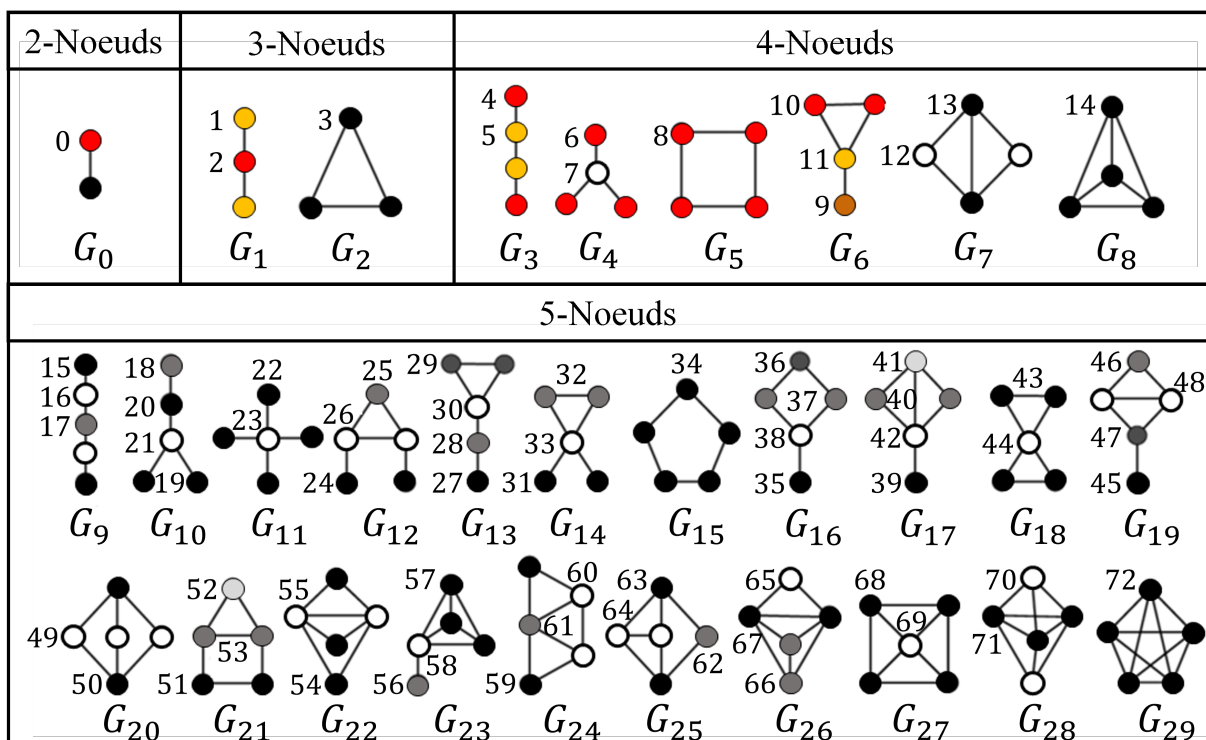 2-Noeuds 3-Noeuds 4-Noeuds
0 1 2 3 4 5 6 7 8 10 11 9 13 12 14
G0 G1 G2 G3 G4 G5 G6 G7 G8
5-Noeuds
15 16 17 18 20 21 19 22 23 25 26 24 29 30 28 27 32 33 31 34 36 37 38 35 41 40 42 39 43 44 46 48 47 45
G9 G10 G11 G12 G13 G14 G15 G16 G17 G18 G19
49 50 52 53 51 55 54 57 58 56 60 61 59 63 64 62 65 67 66 68 69 70 71 72
G20 G21 G22 G23 G24 G25 G26 G27 G28 G29